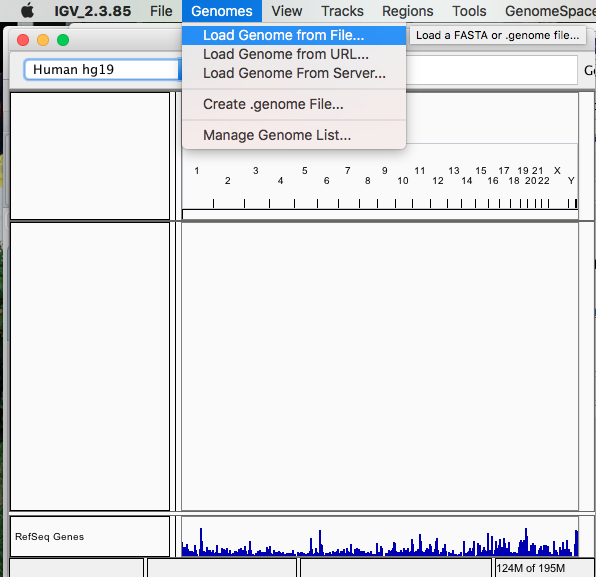 IGV_2.3.85 File Genomes View Tracks Regions Tools GenomeSpace
Load Genome from File... Load a FASTA or .genome file...
Human hg19 Load Genome from URL...
Load Genome From Server...
Create .genome File...
Manage Genome List...
1 3 5 7 9 11 13 15 17 19 21 X
2 4 6 8 10 12 14 16 18 20 22 Y
RefSeq Genes
124M of 195M